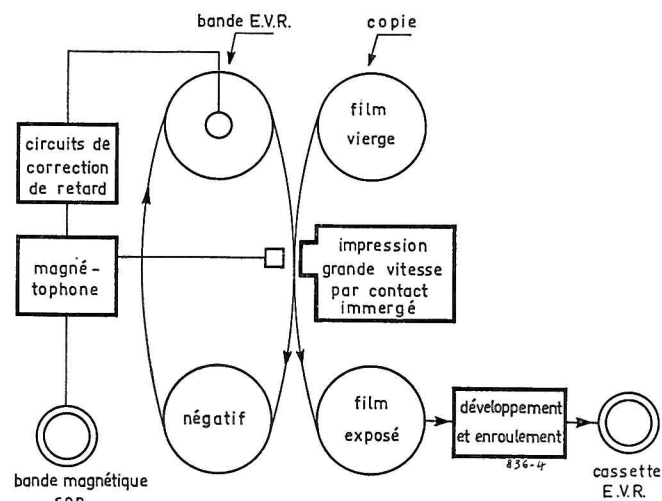 bande E.V.R.
copie
film
vierge
circuits de
correction
de retard
magné-
tophone
impression
grande vitesse
par contact
immergé
négatif
film
exposé
développement
et enroulement
836-4
bande magnétique
son
cassette
E.V.R.